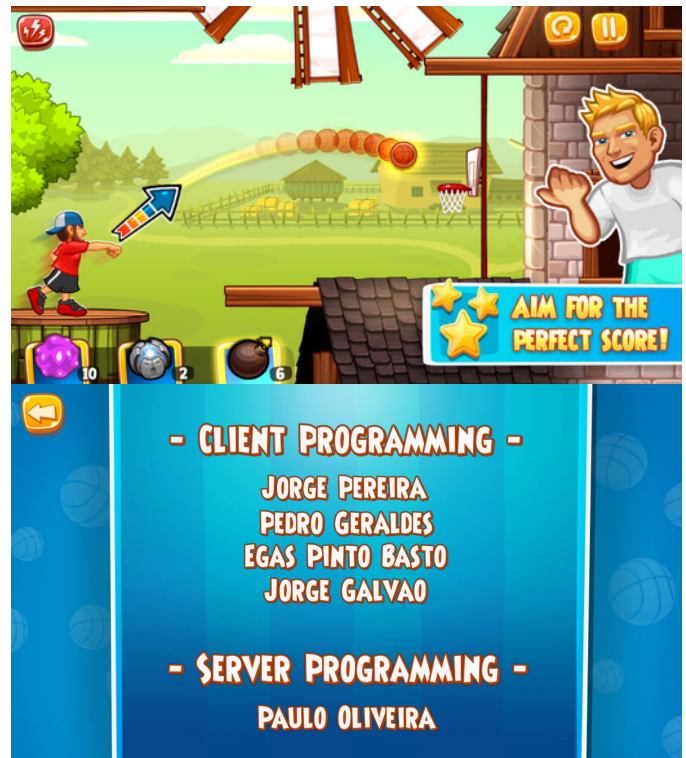 10
2
6
AIM FOR THE
PERFECT SCORE!
- CLIENT PROGRAMMING -
JORGE PEREIRA
PEDRO GERALDES
EGAS PINTO BASTO
JORGE GALVAO
- SERVER PROGRAMMING -
PAULO OLIVEIRA